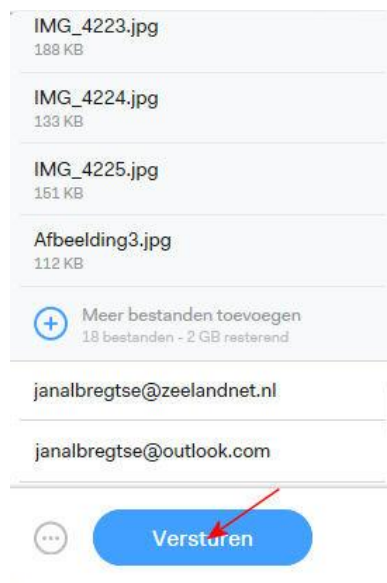 IMG_4223.jpg
188 KB
IMG_4224.jpg
133 KB
IMG_4225.jpg
151 KB
Afbeelding3.jpg
112 KB
Meer bestanden toevoegen
18 bestanden - 2 GB resterend
janalbregtse@zeelandnet.nl
janalbregtse@outlook.com
Versturen